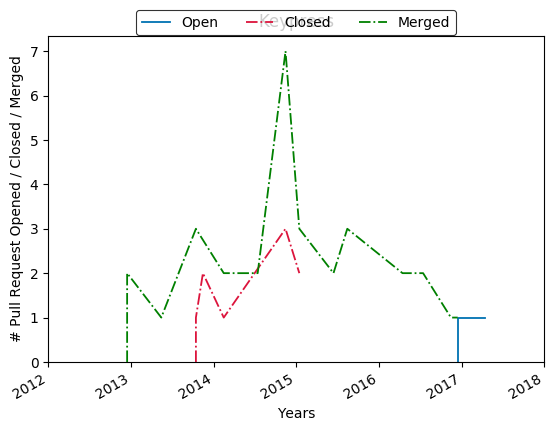 Keypress
Open Closed Merged
# Pull Request Opened / Closed / Merged
7
6
5
4
3
2
1
0
2012 2013 2014 2015 2016 2017 2018
Years